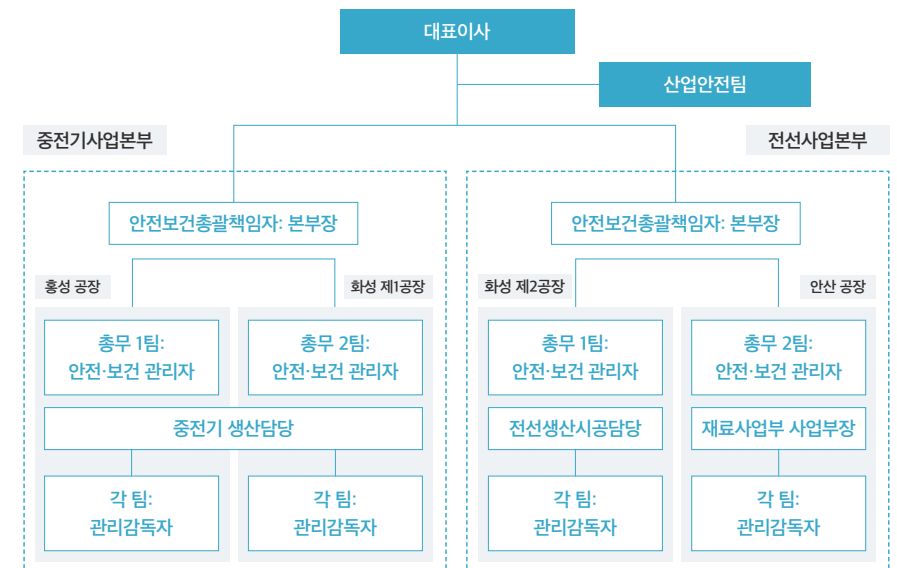 대표이사
산업안전팀
중전기사업본부
전선사업본부
안전보건총괄책임자: 본부장
안전보건총괄책임자: 본부장
홍성 공장
화성 제1공장
화성 제2공장
안산 공장
총무 1팀:
안전·보건 관리자
총무 2팀:
안전·보건 관리자
총무 1팀:
안전·보건 관리자
총무 2팀:
안전·보건 관리자
중전기 생산담당
전선생산시공담당
재료사업부 사업부장
각 팀:
관리감독자
각 팀:
관리감독자
각 팀:
관리감독자
각 팀:
관리감독자